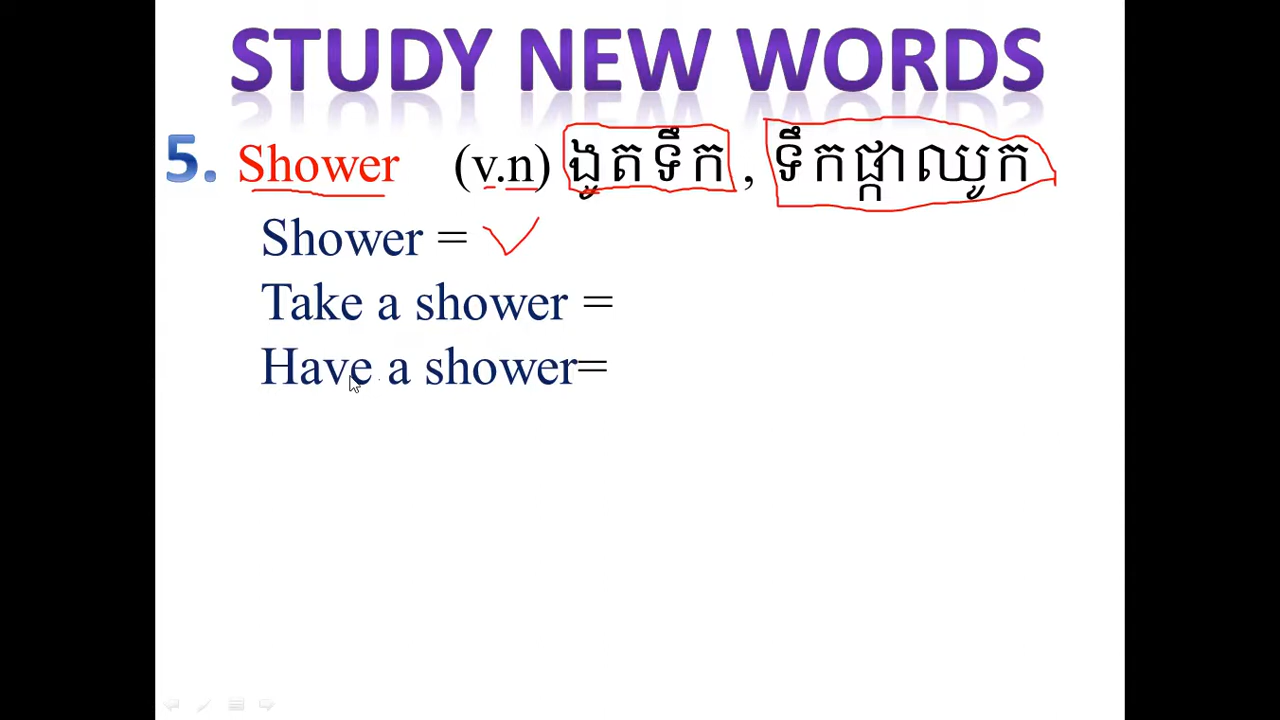 STUDY NEW WORDS
5. Shower (v.n) ងូតទឹក , ទឹកផ្កាឈូក
Shower =
Take a shower =
Have a shower=